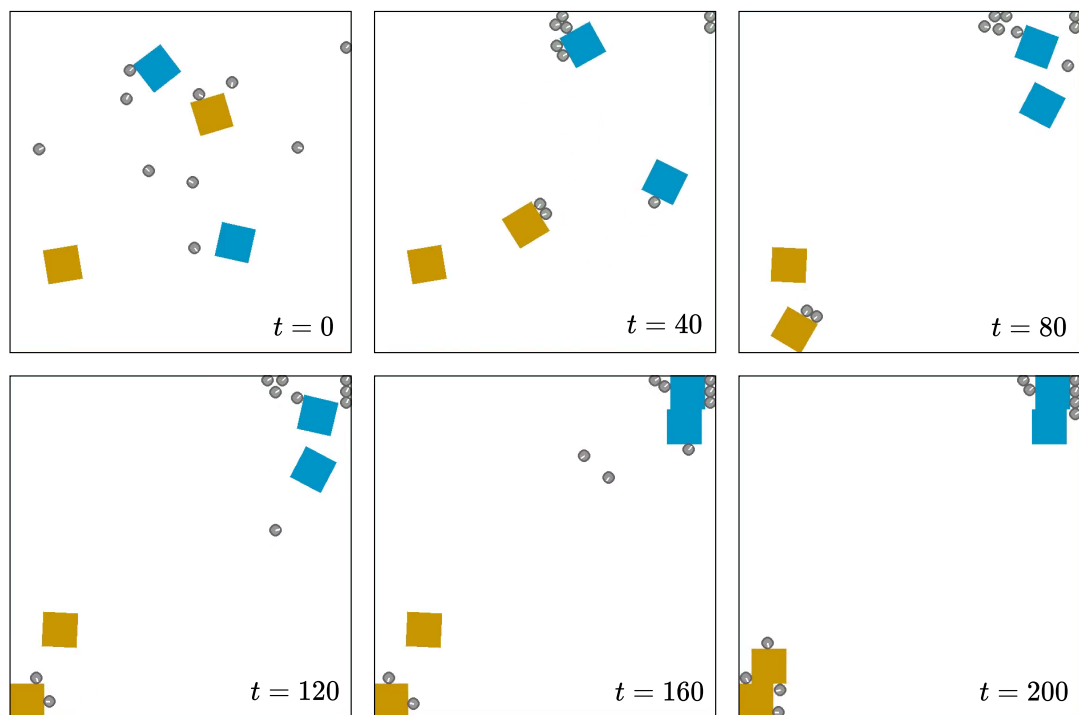 t = 0
t = 40
t = 80
t = 120
t = 160
t = 200